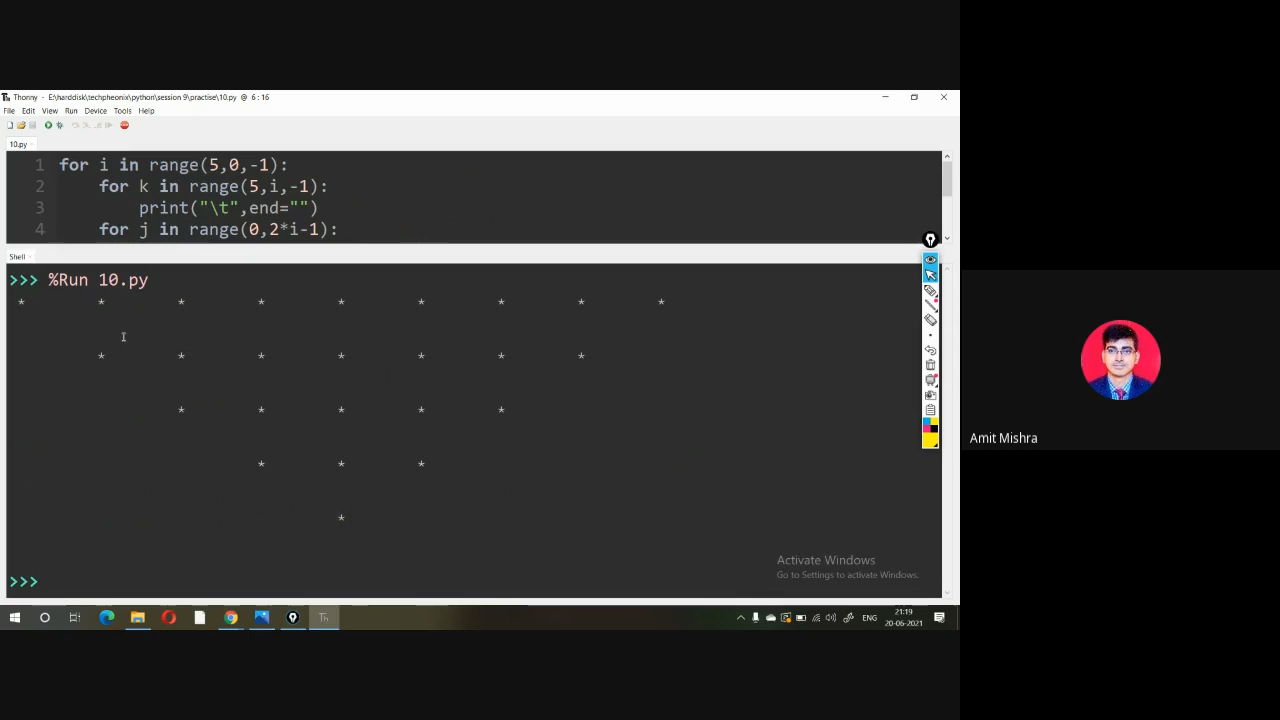 Thonny - E:\harddisk\techpheonix\python\session 9\practise\10.py @ 6 : 16
File Edit View Run Device Tools Help
10.py
1 for i in range(5,0,-1):
2     for k in range(5,i,-1):
3         print("\t",end="")
4     for j in range(0,2*i-1):
Shell
>>> %Run 10.py
* * * * * * * * *
* * * * * * *
* * * * *
* * *
*
Amit Mishra
Activate Windows
Go to Settings to activate Windows.
>>>
Th
ENG
21:19
20-06-2021